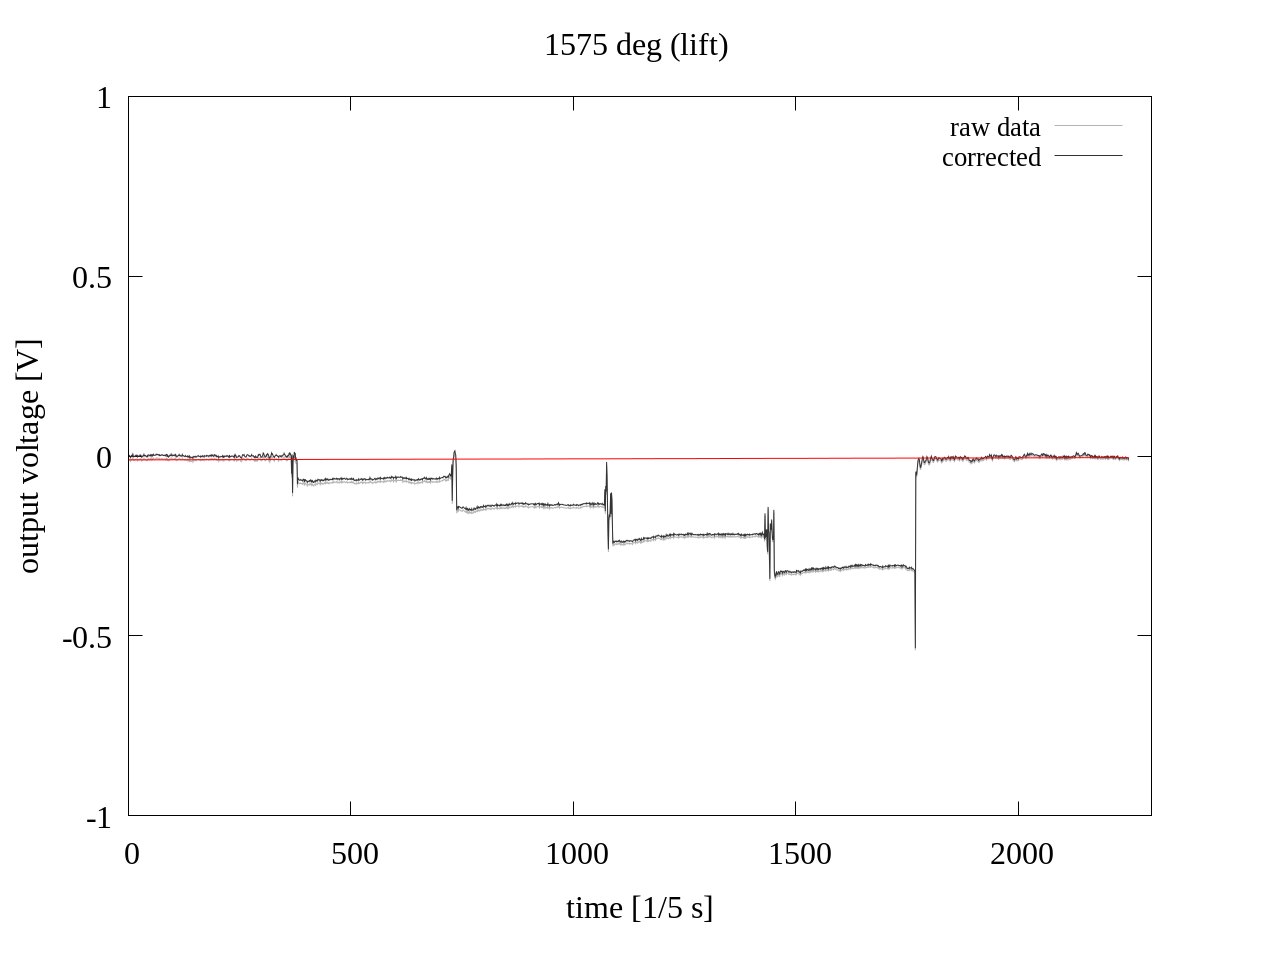 1575 deg (lift)
1
raw data
corrected
0.5
0
output voltage [V]
-0.5
-1
0 500 1000 1500 2000
time [1/5 s]